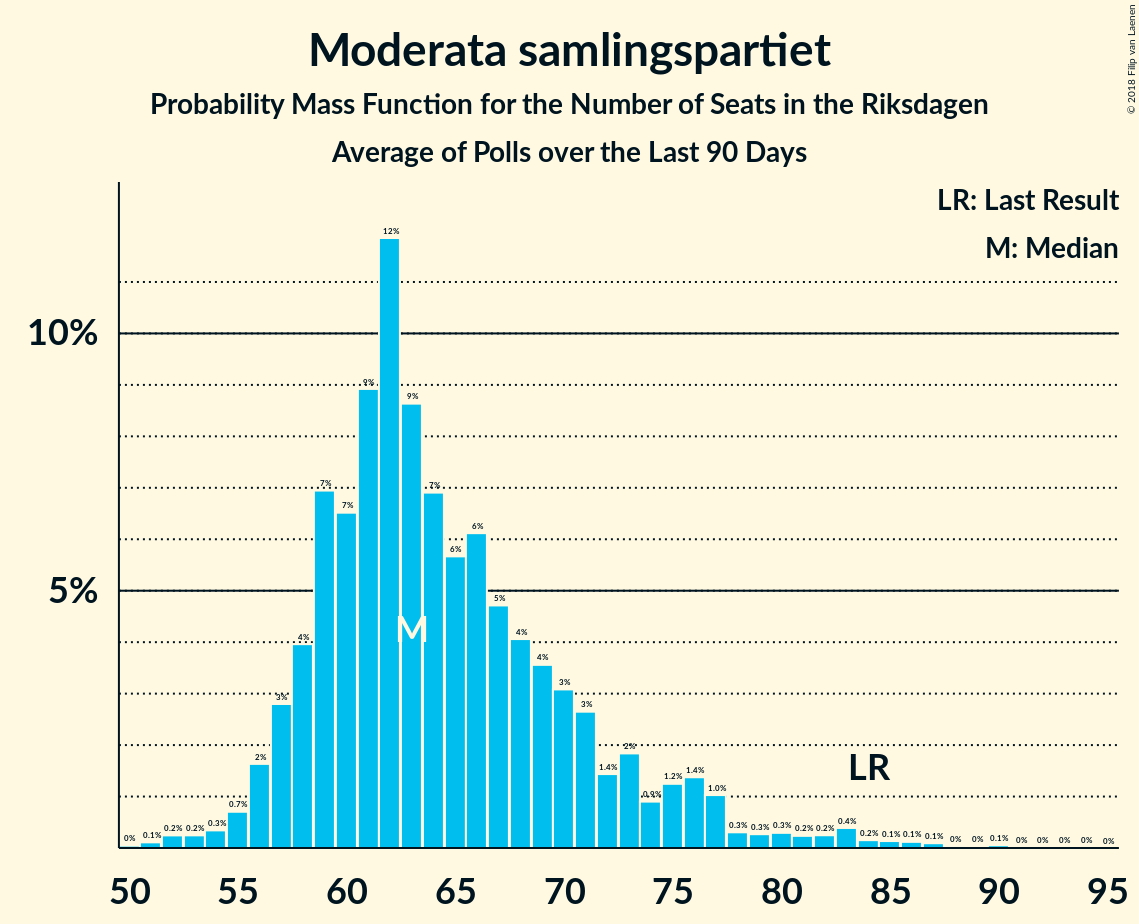 Moderata samlingspartiet
Probability Mass Function for the Number of Seats in the Riksdagen
Average of Polls over the Last 90 Days
© 2018 Filip van Laenen
LR: Last Result
M: Median
10%
5%
0% 0.1% 0.2% 0.2% 0.3% 0.7% 2% 3% 4% 7% 7% 9% 12% 9% 7% 6% 6% 5% 4% 4% 3% 3% 1.4% 2% 0.9% 1.2% 1.4% 1.0% 0.3% 0.3% 0.3% 0.2% 0.2% 0.4% 0.2% 0.1% 0.1% 0.1% 0% 0% 0.1% 0% 0% 0% 0% 0%
M
LR
50 55 60 65 70 75 80 85 90 95